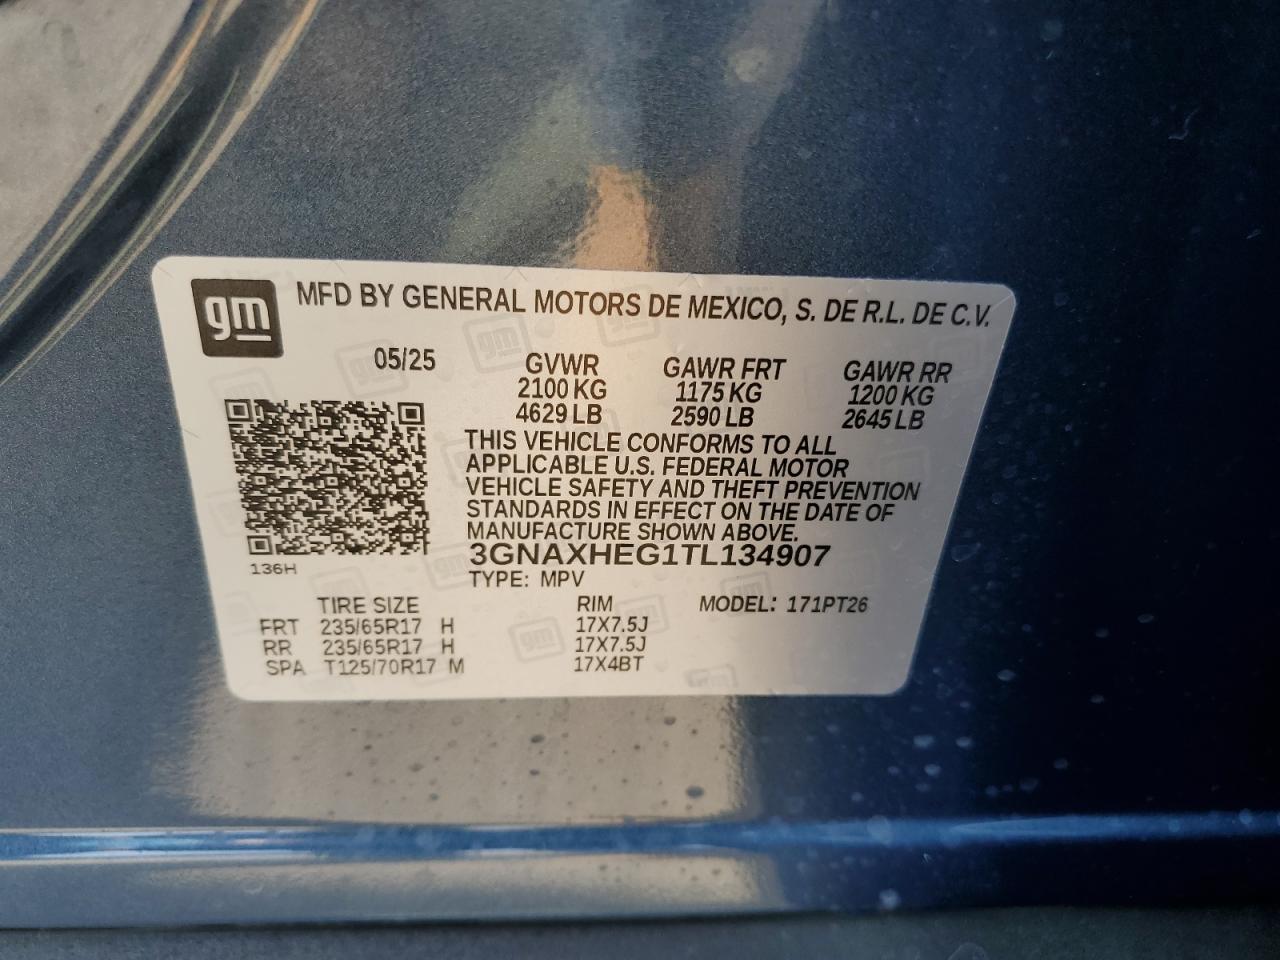 gm MFD BY GENERAL MOTORS DE MEXICO, S. DE R.L. DE C.V.
05/25 GVWR GAWR FRT GAWR RR
2100 KG 1175 KG 1200 KG
4629 LB 2590 LB 2645 LB
THIS VEHICLE CONFORMS TO ALL
APPLICABLE U.S. FEDERAL MOTOR
VEHICLE SAFETY AND THEFT PREVENTION
STANDARDS IN EFFECT ON THE DATE OF
MANUFACTURE SHOWN ABOVE.
3GNAXHEG1TL134907
136H
TYPE: MPV
TIRE SIZE RIM MODEL: 171PT26
FRT 235/65R17 H 17X7.5J
RR 235/65R17 H 17X7.5J
SPA T125/70R17 M 17X4BT